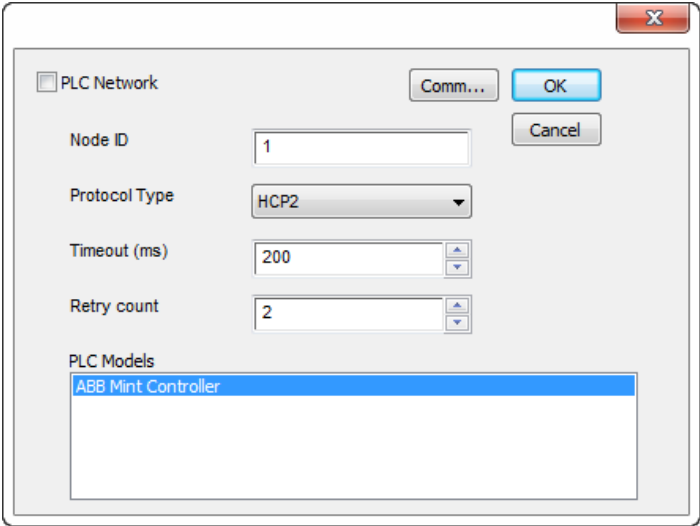 PLC Network
Comm...
OK
Cancel
Node ID
1
Protocol Type
HCP2
Timeout (ms)
200
Retry count
2
PLC Models
ABB Mint Controller